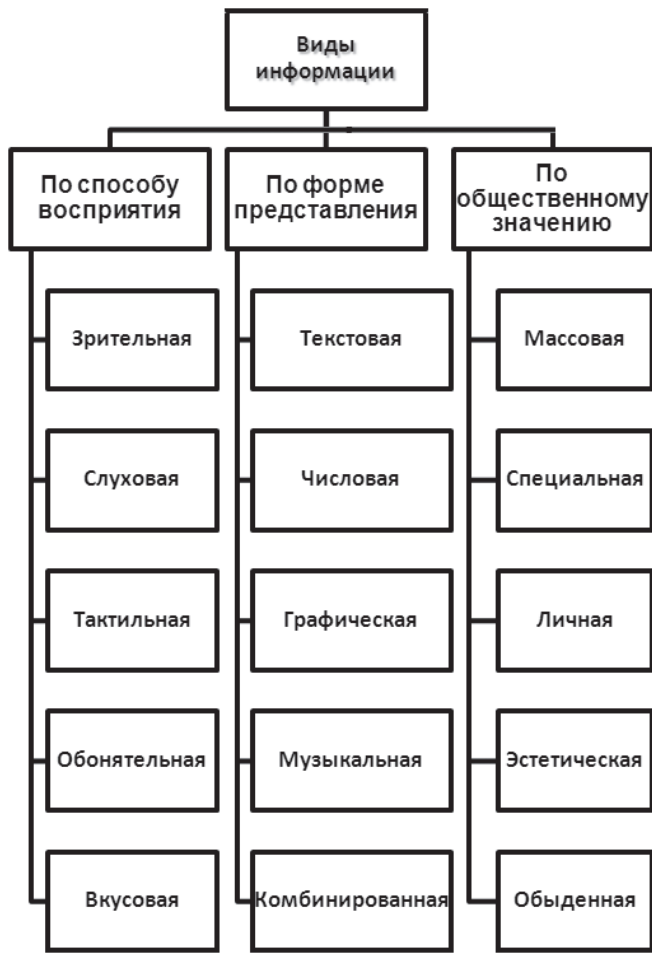 Виды
информации
По способу
восприятия
По форме
представления
По
общественному
значению
Зрительная
Текстовая
Массовая
Слуховая
Числовая
Специальная
Тактильная
Графическая
Личная
Обонятельная
Музыкальная
Эстетическая
Вкусовая
Комбинированная
Обыденная